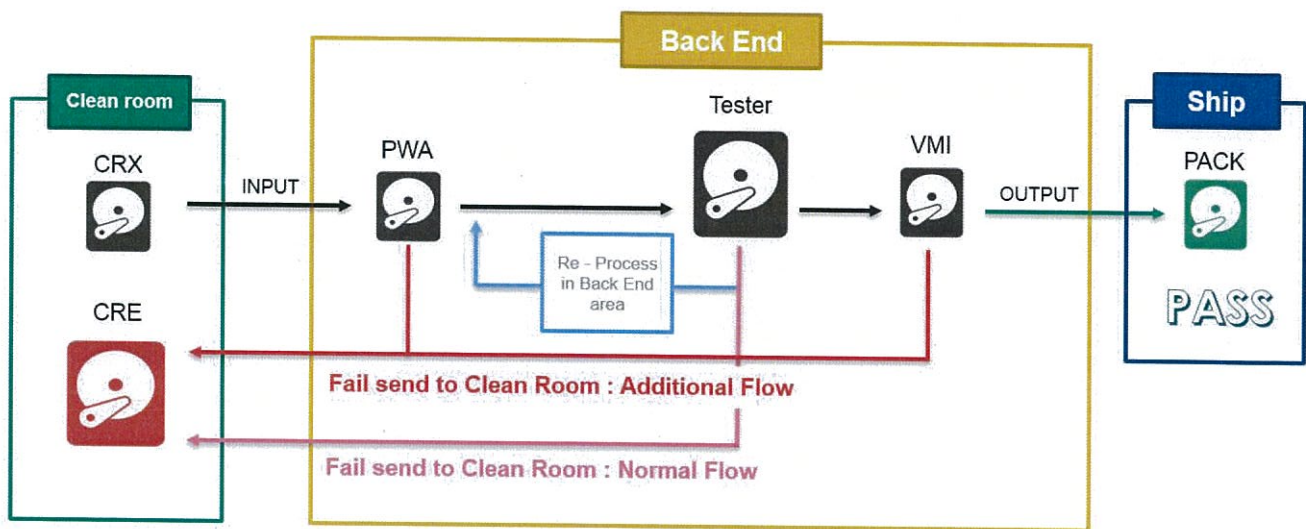 Back End
Clean room
Ship
CRX
INPUT
PWA
Tester
VMI
OUTPUT
PACK
Re - Process
in Back End
area
CRE
PASS
Fail send to Clean Room : Additional Flow
Fail send to Clean Room : Normal Flow